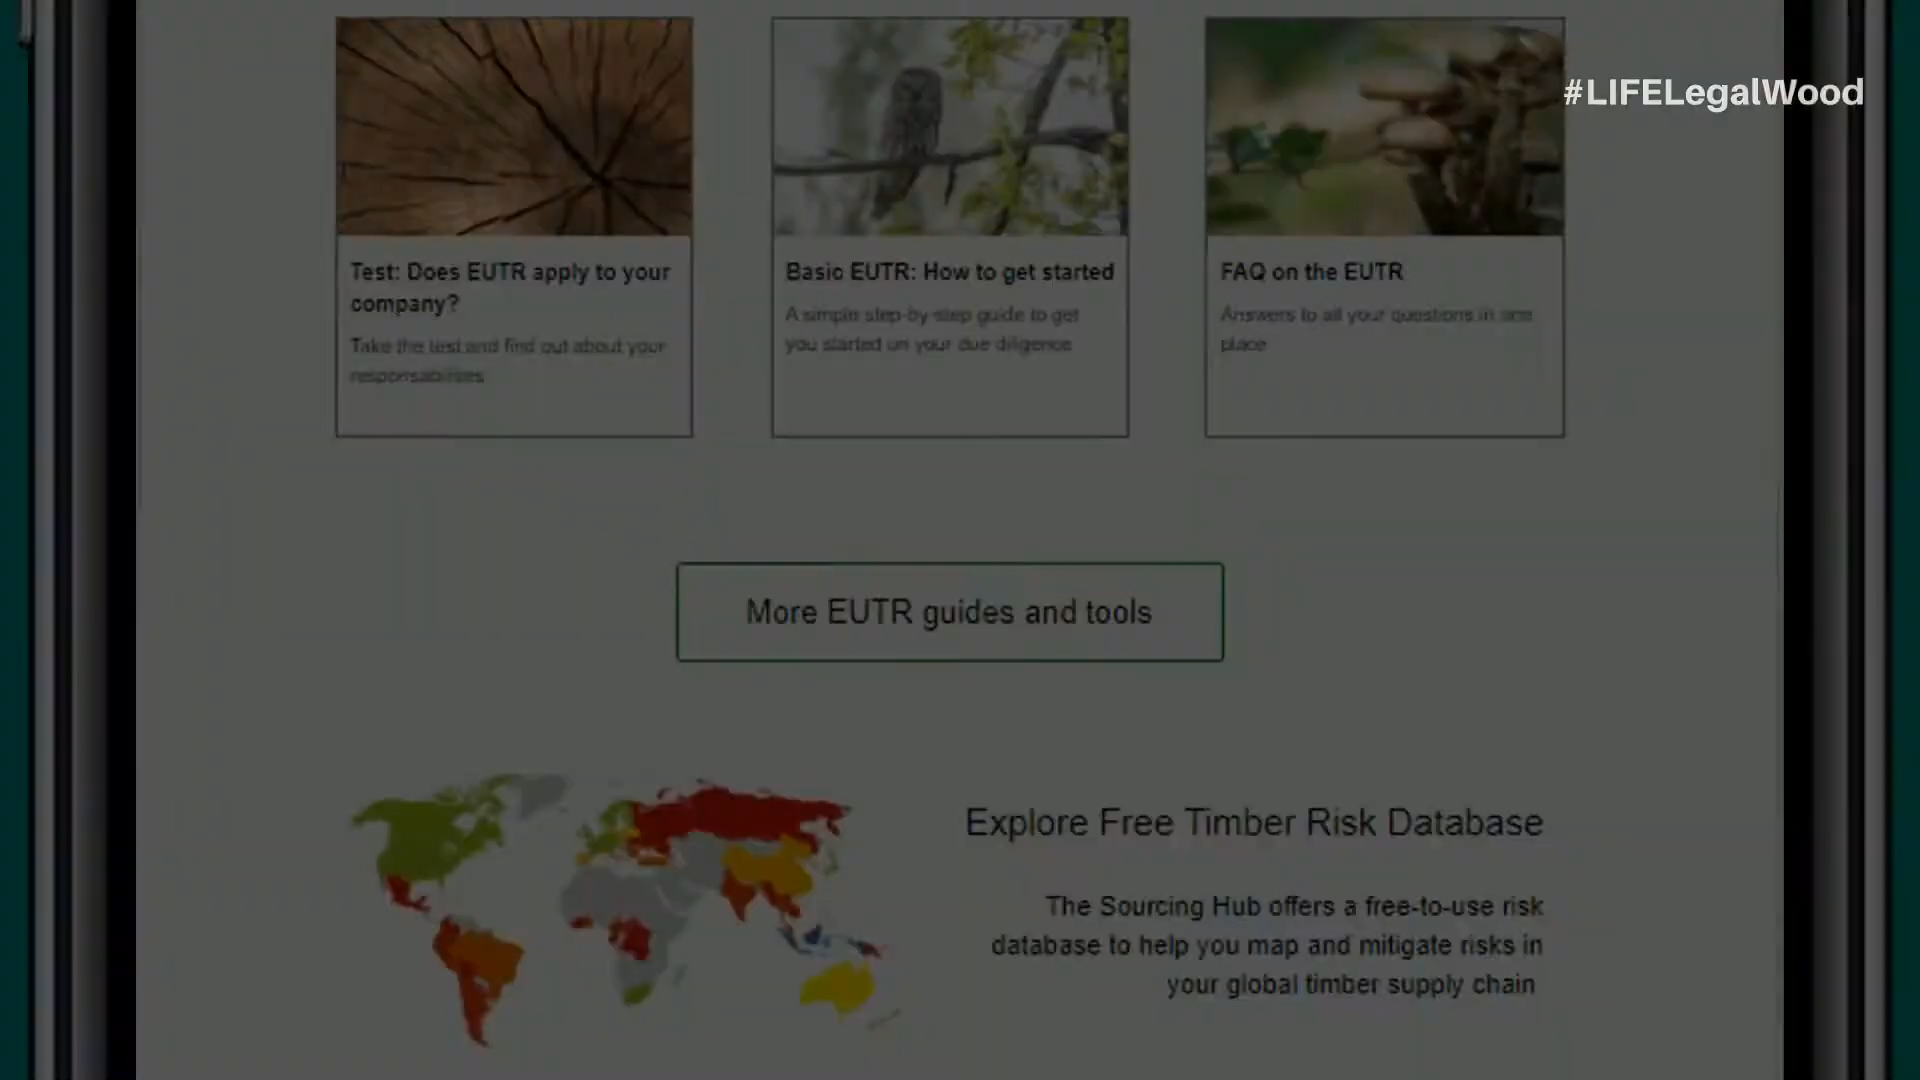 #LIFELegalWood
Test: Does EUTR apply to your
company?
Take the test and find out about your
responsabilities
Basic EUTR: How to get started
A simple step-by-step guide to get
you started on your due diligence
FAQ on the EUTR
Answers to all your questions in one
place
More EUTR guides and tools
Explore Free Timber Risk Database
The Sourcing Hub offers a free-to-use risk
database to help you map and mitigate risks in
your global timber supply chain